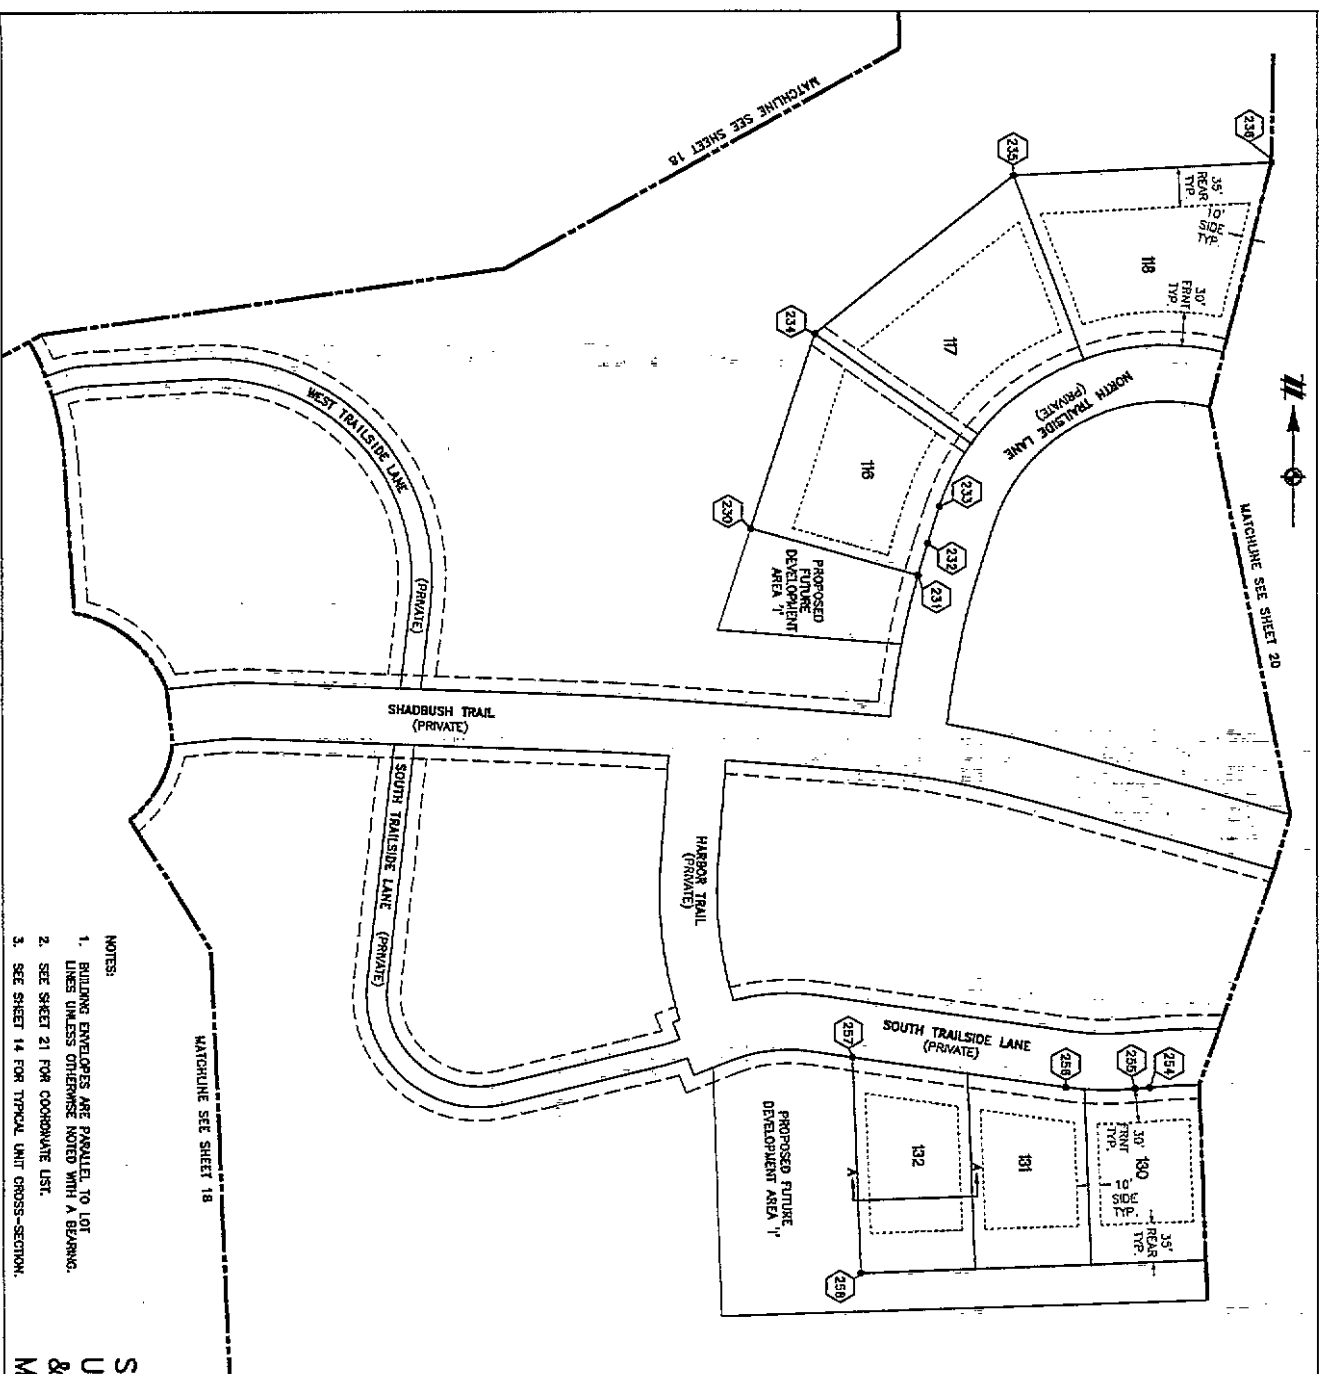 MATCHLINE SEE SHEET 18
236
235
35'
REAR
TYP.
10'
SIDE
TYP.
118
30'
FRNT
TYP.
117
234
NORTH TRAILSIDE LANE
(PRIVATE)
116
233
232
231
230
PROPOSED
FUTURE
DEVELOPMENT
AREA "I"
MATCHLINE SEE SHEET 20
WEST TRAILSIDE LANE
(PRIVATE)
SHADBUSH TRAIL
(PRIVATE)
SOUTH TRAILSIDE LANE
(PRIVATE)
HARBOR TRAIL
(PRIVATE)
SOUTH TRAILSIDE LANE
(PRIVATE)
257
256
255
254
30'
FRNT
TYP.
130
10'
SIDE
TYP.
35'
REAR
TYP.
131
132
A
A
258
PROPOSED FUTURE
DEVELOPMENT AREA "I"
MATCHLINE SEE SHEET 18
NOTES:
1. BUILDING ENVELOPES ARE PARALLEL TO LOT
LINES UNLESS OTHERWISE NOTED WITH A BEARING.
2. SEE SHEET 21 FOR COORDINATE LIST.
3. SEE SHEET 14 FOR TYPICAL UNIT CROSS-SECTION.
S
U
&
M